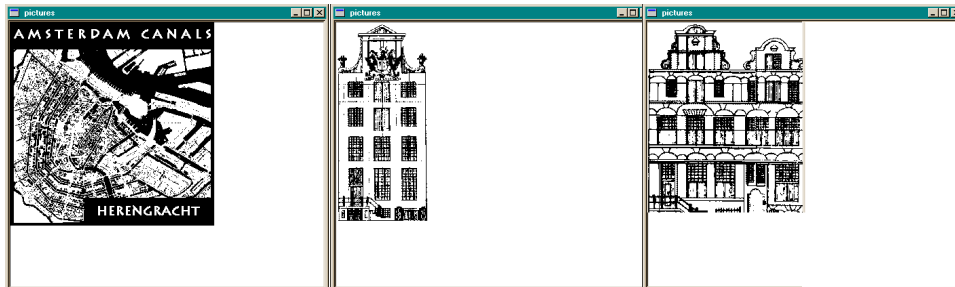 pictures
pictures
pictures
AMSTERDAM CANALS
HERENGRACHT